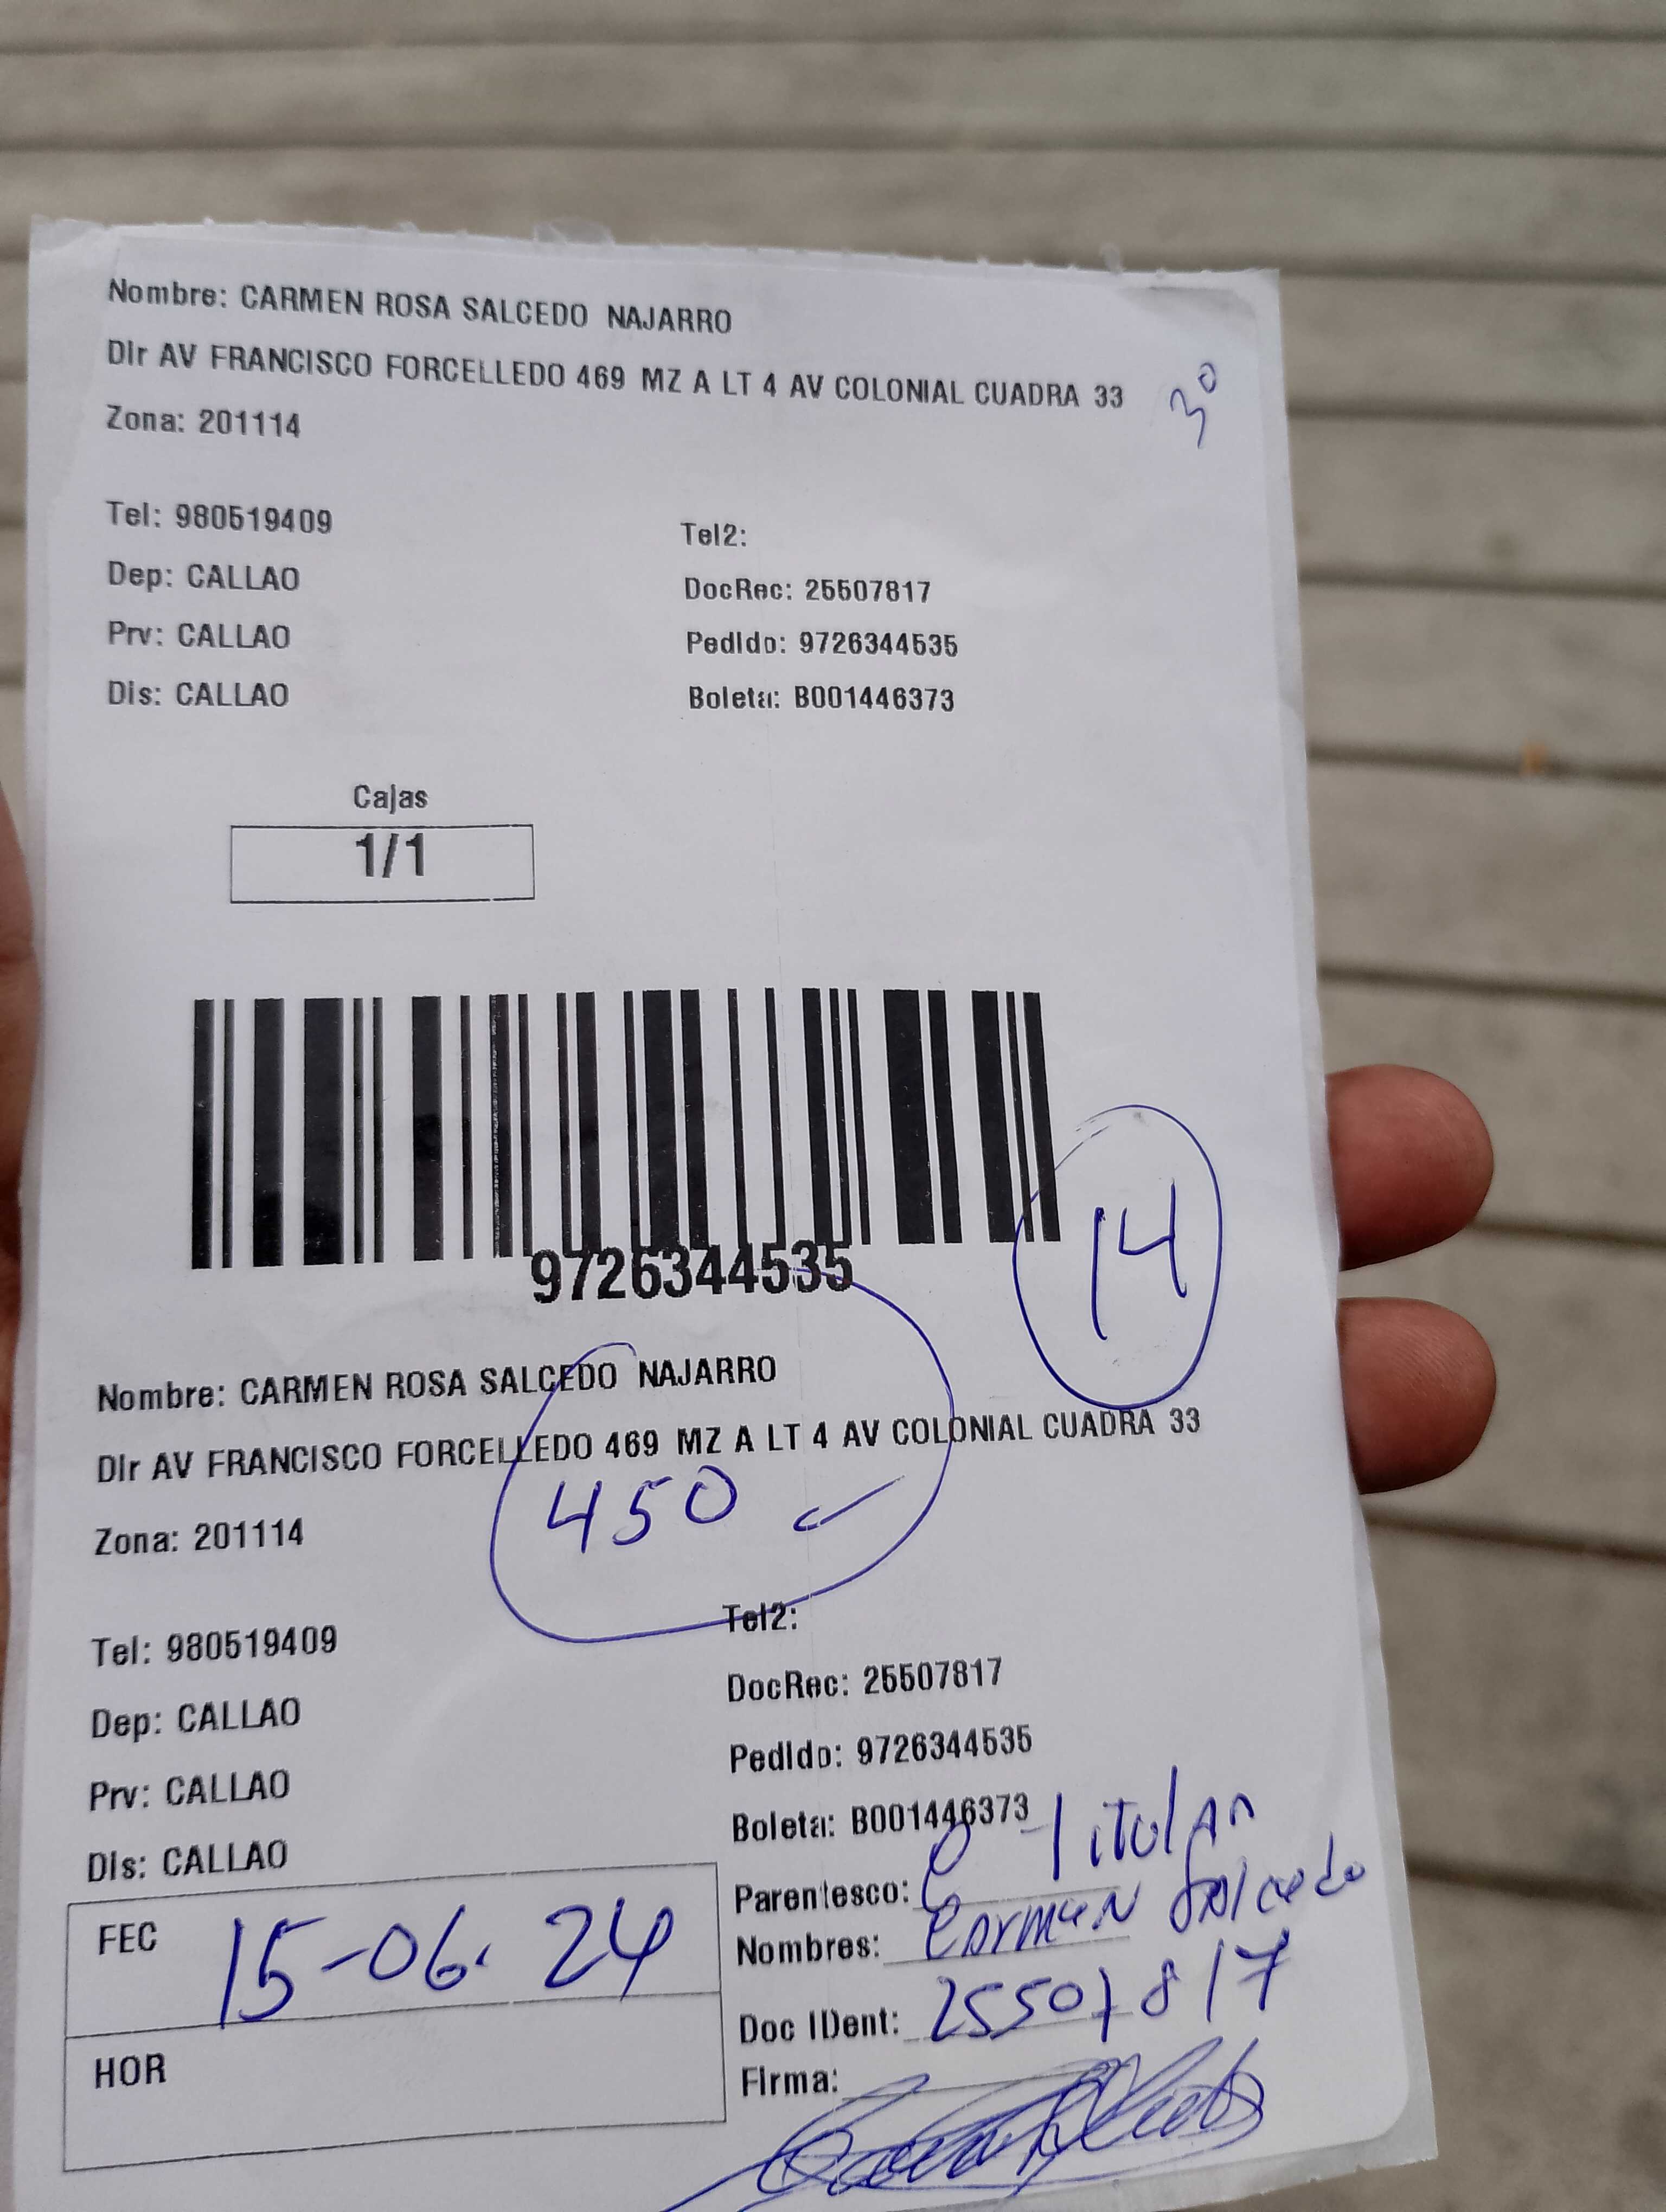 Nombre: CARMEN ROSA SALCEDO NAJARRO
Dir AV FRANCISCO FORCELLEDO 469 MZ A LT 4 AV COLONIAL CUADRA 33
3º
Zona: 201114
Tel: 980519409
Tel2:
Dep: CALLAO
DocRec: 25507817
Prv: CALLAO
Pedido: 9726344535
Dis: CALLAO
Boleta: B001446373
Cajas
1/1
9726344535
14
Nombre: CARMEN ROSA SALCEDO NAJARRO
Dir AV FRANCISCO FORCELLEDO 469 MZ A LT 4 AV COLONIAL CUADRA 33
450
Zona: 201114
Tel2:
Tel: 980519409
DocRec: 25507817
Dep: CALLAO
Pedido: 9726344535
Prv: CALLAO
Boleta: B001446373
Dis: CALLAO
Parentesco: Titular
FEC 15-06. 24
Nombres: Carmen Salcedo
Doc IDent: 25507817
HOR
Firma: